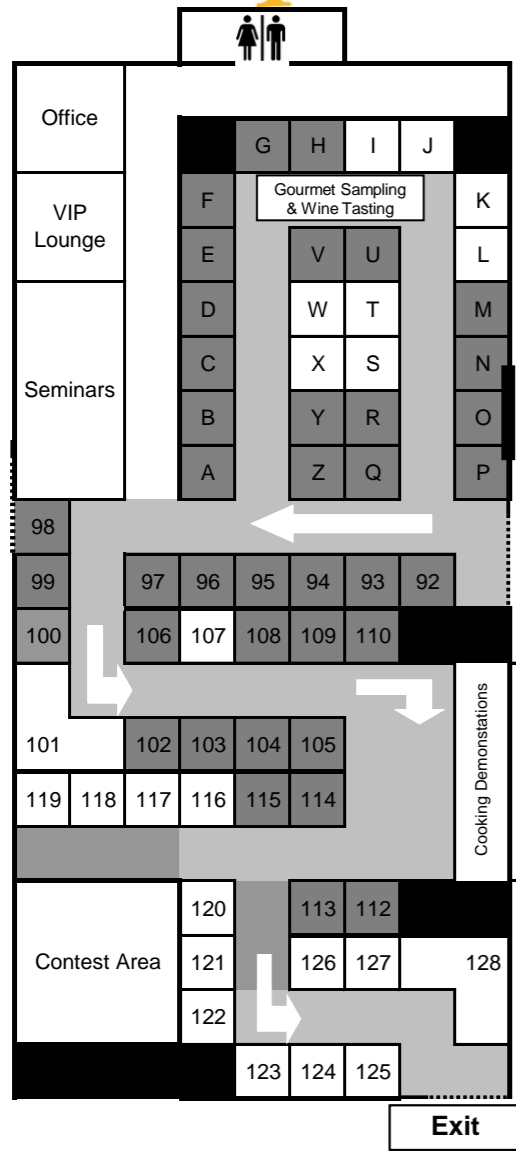 Office
G H I J
Gourmet Sampling
& Wine Tasting
F
K
VIP
Lounge
E
V U
L
D
W T
M
Seminars
C
X S
N
B
Y R
O
A
Z Q
P
98
99
97 96 95 94 93 92
100
106 107 108 109 110
Cooking Demonstations
101
102 103 104 105
119 118 117 116 115 114
120
113 112
Contest Area
121
126 127 128
122
123 124 125
Exit